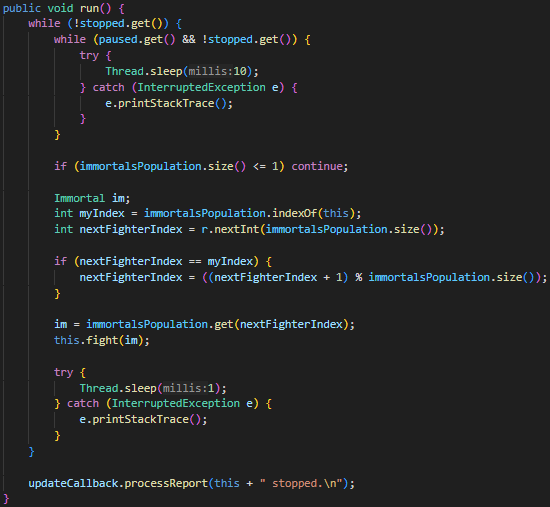 public void run() {
    while (!stopped.get()) {
        while (paused.get() && !stopped.get()) {
            try {
                Thread.sleep(millis:10);
            } catch (InterruptedException e) {
                e.printStackTrace();
            }
        }

        if (immortalsPopulation.size() <= 1) continue;

        Immortal im;
        int myIndex = immortalsPopulation.indexOf(this);
        int nextFighterIndex = r.nextInt(immortalsPopulation.size());

        if (nextFighterIndex == myIndex) {
            nextFighterIndex = ((nextFighterIndex + 1) % immortalsPopulation.size());
        }

        im = immortalsPopulation.get(nextFighterIndex);
        this.fight(im);

        try {
            Thread.sleep(millis:1);
        } catch (InterruptedException e) {
            e.printStackTrace();
        }
    }

    updateCallback.processReport(this + " stopped.\n");
}